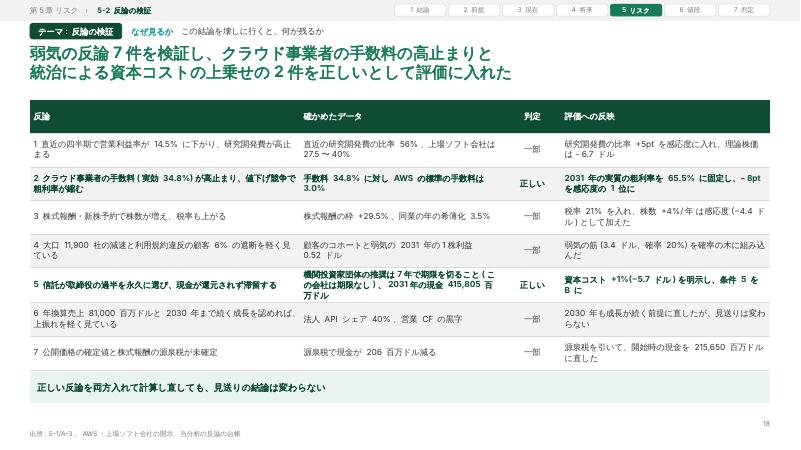 第 5 章 リスク | 5-2 反論の検証
1 結論 2 前提 3 現在 4 将来 5 リスク 6 値段 7 判定
テーマ：反論の検証 なぜ見るか この結論を壊しに行くと、何が残るか
弱気の反論 7 件を検証し、クラウド事業者の手数料の高止まりと
統治による資本コストの上乗せの 2 件を正しいとして評価に入れた
反論 確かめたデータ 判定 評価への反映
1 直近の四半期で営業利益率が 14.5% に下がり、研究開発費が高止
まる
直近の研究開発費の比率 56% 、上場ソフト会社は
27.5 〜 40%
一部
研究開発費の比率 +5pt を感応度に入れ、理論株価
は - 6.7 ドル
2 クラウド事業者の手数料 ( 実効 34.8%) が高止まり、値下げ競争で
粗利率が縮む
手数料 34.8% に対し AWS の標準の手数料は
3.0%
正しい
2031 年の実質の粗利率を 65.5% に固定し、– 8pt
を感応度の 1 位に
3 株式報酬・新株予約で株数が増え、税率も上がる
株式報酬の枠 +29.5% 、同業の年の希薄化 3.5%
一部
税率 21% を入れ、株数 +4%/ 年 は感応度 (−4.4 ド
ル ) として加えた
4 大口 11,900 社の減速と利用規約違反の顧客 6% の遮断を軽く見
ている
顧客のコホートと弱気の 2031 年の 1 株利益
0.52 ドル
一部
弱気の筋 (3.4 ドル、確率 20%) を確率の木に組み込
んだ
5 信託が取締役の過半を永久に選び、現金が還元されず滞留する
機関投資家団体の推奨は 7 年で期限を切ること ( こ
の会社は期限なし ) 、 2031 年の現金 415,805 百
万ドル
正しい
資本コスト +1%(−5.7 ドル ) を明示し、条件 5 を
B に
6 年換算売上 81,000 百万ドルと 2030 年まで続く成長を認めれば、
上振れを軽く見ている
法人 API シェア 40% 、営業 CF の黒字
一部
2030 年も成長が続く前提に直したが、見送りは変わ
らない
7 公開価格の確定値と株式報酬の源泉税が未確定
源泉税で現金が 206 百万ドル減る
一部
源泉税を引いて、開始時の現金を 215,650 百万ドル
に直した
正しい反論を両方入れて計算し直しても、見送りの結論は変わらない
18
出所：S-1/A-3 、 AWS ・上場ソフト会社の開示、当分析の反論の台帳